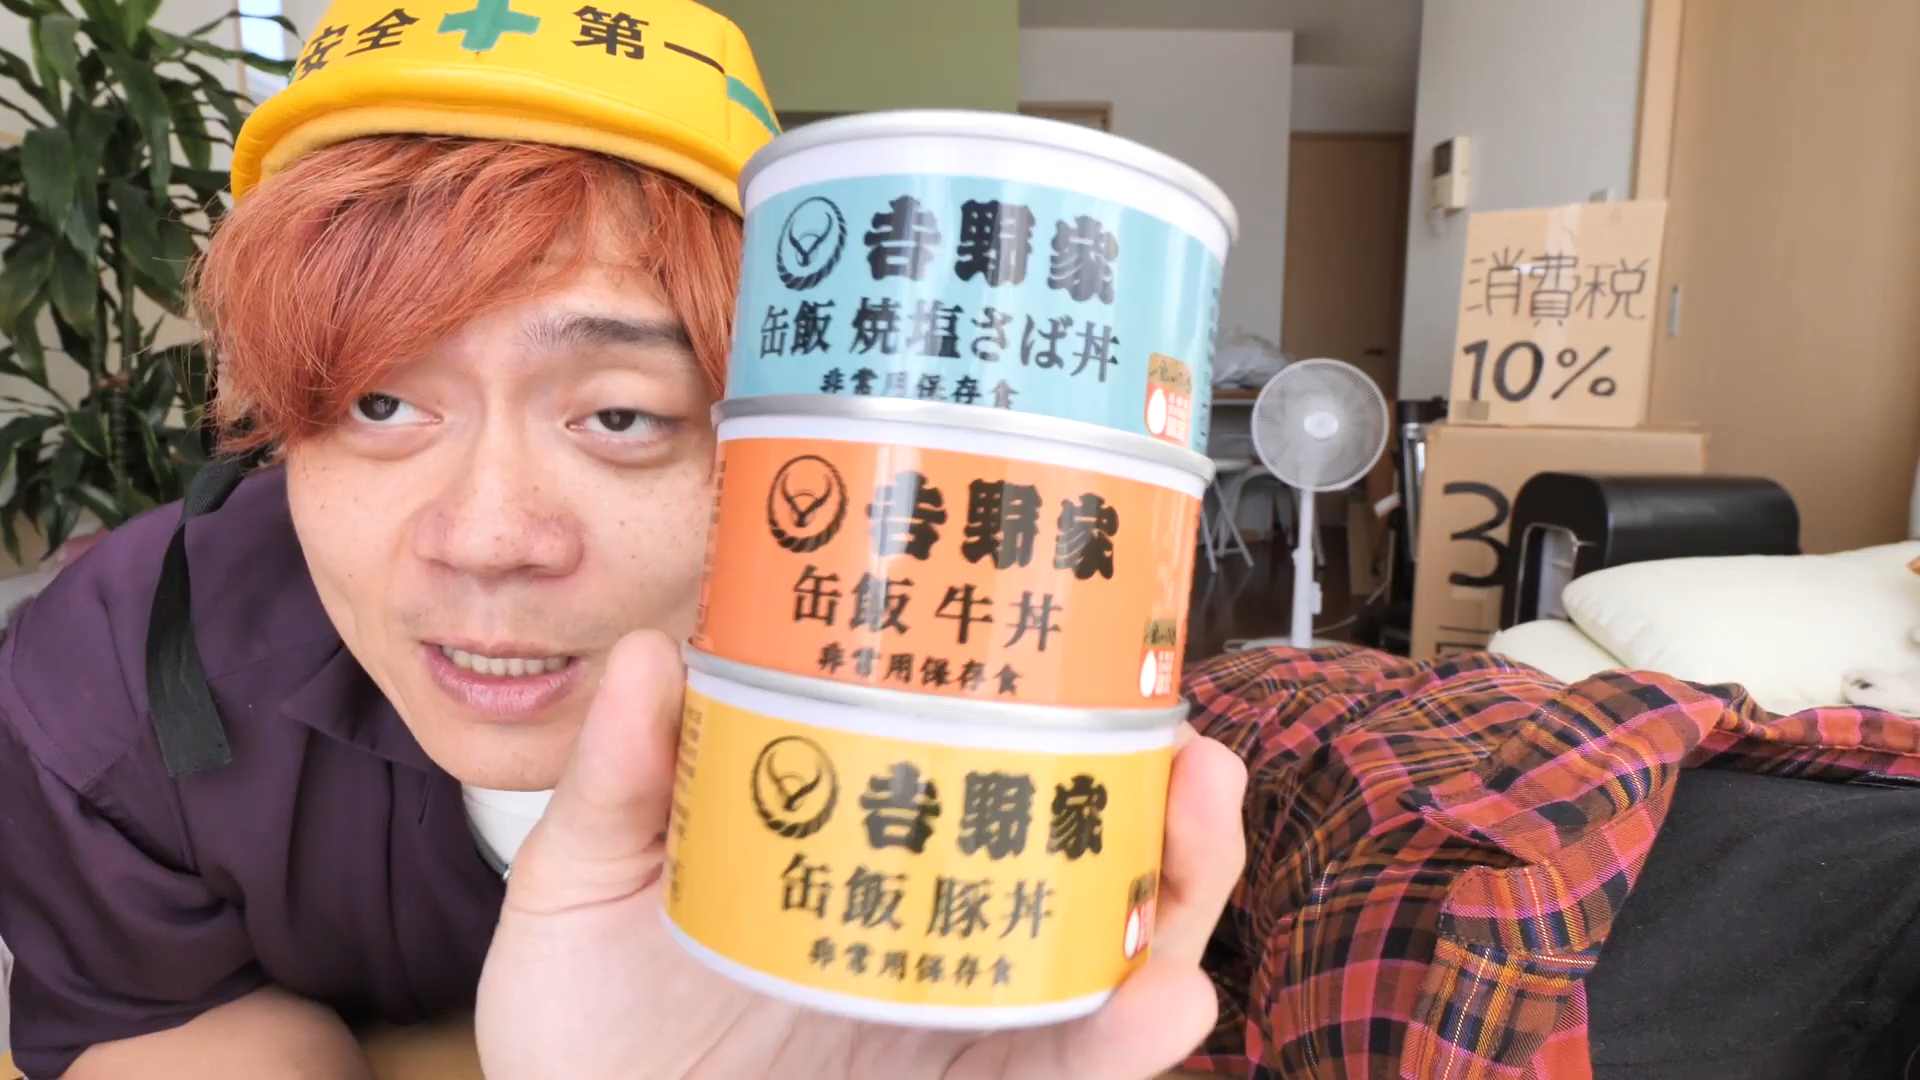 安全✚第一
吉野家
缶飯 焼塩さば丼
非常用保存食
吉野家
缶飯 牛丼
非常用保存食
吉野家
缶飯 豚丼
非常用保存食
消費税
10%
3